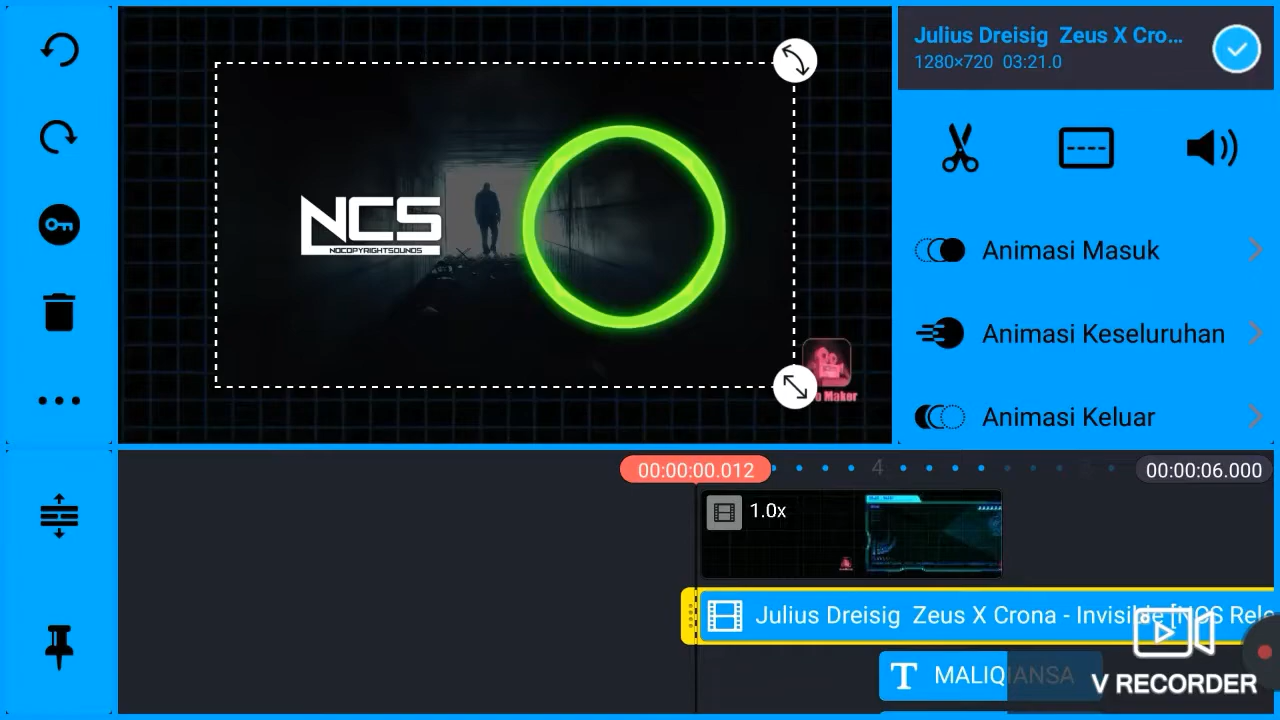 Julius Dreisig Zeus X Cro...
1280×720 03:21.0
NCS
NOCOPYRIGHTSOUNDS
Animasi Masuk
Animasi Keseluruhan
Maker
Animasi Keluar
00:00:00.012
4
00:00:06.000
1.0x
Julius Dreisig Zeus X Crona - Invisible [NCS Rele
MALIQIANSA
V RECORDER